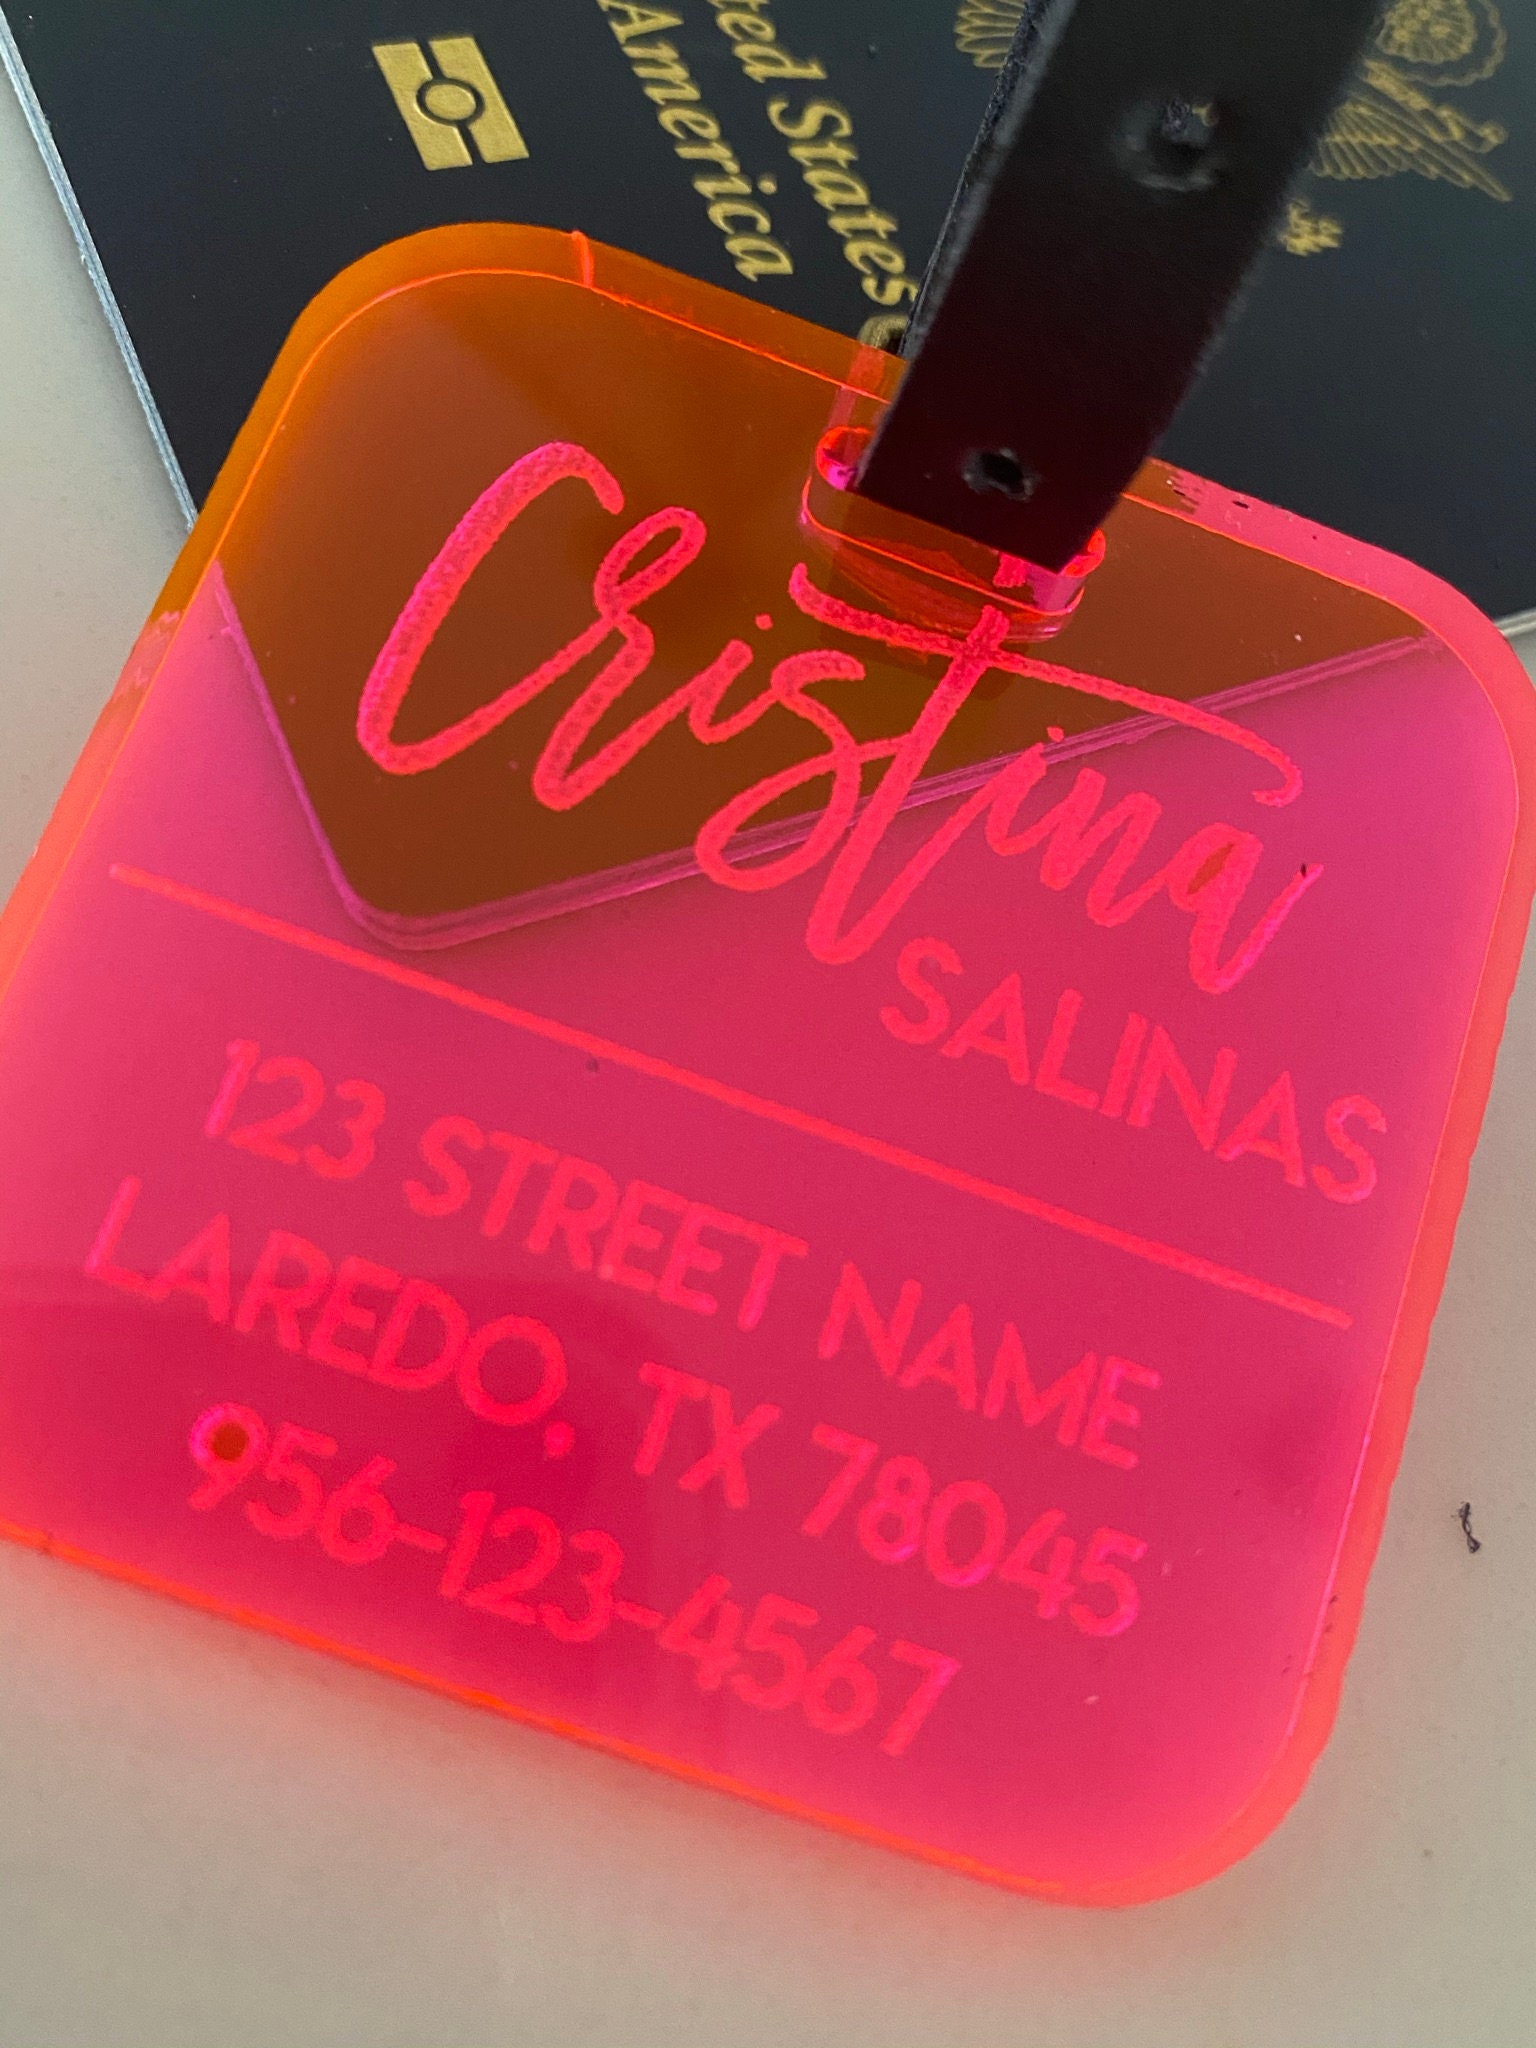 ted States o
America
Cristina
SALINAS
123 STREET NAME
LAREDO, TX 78045
956-123-4567